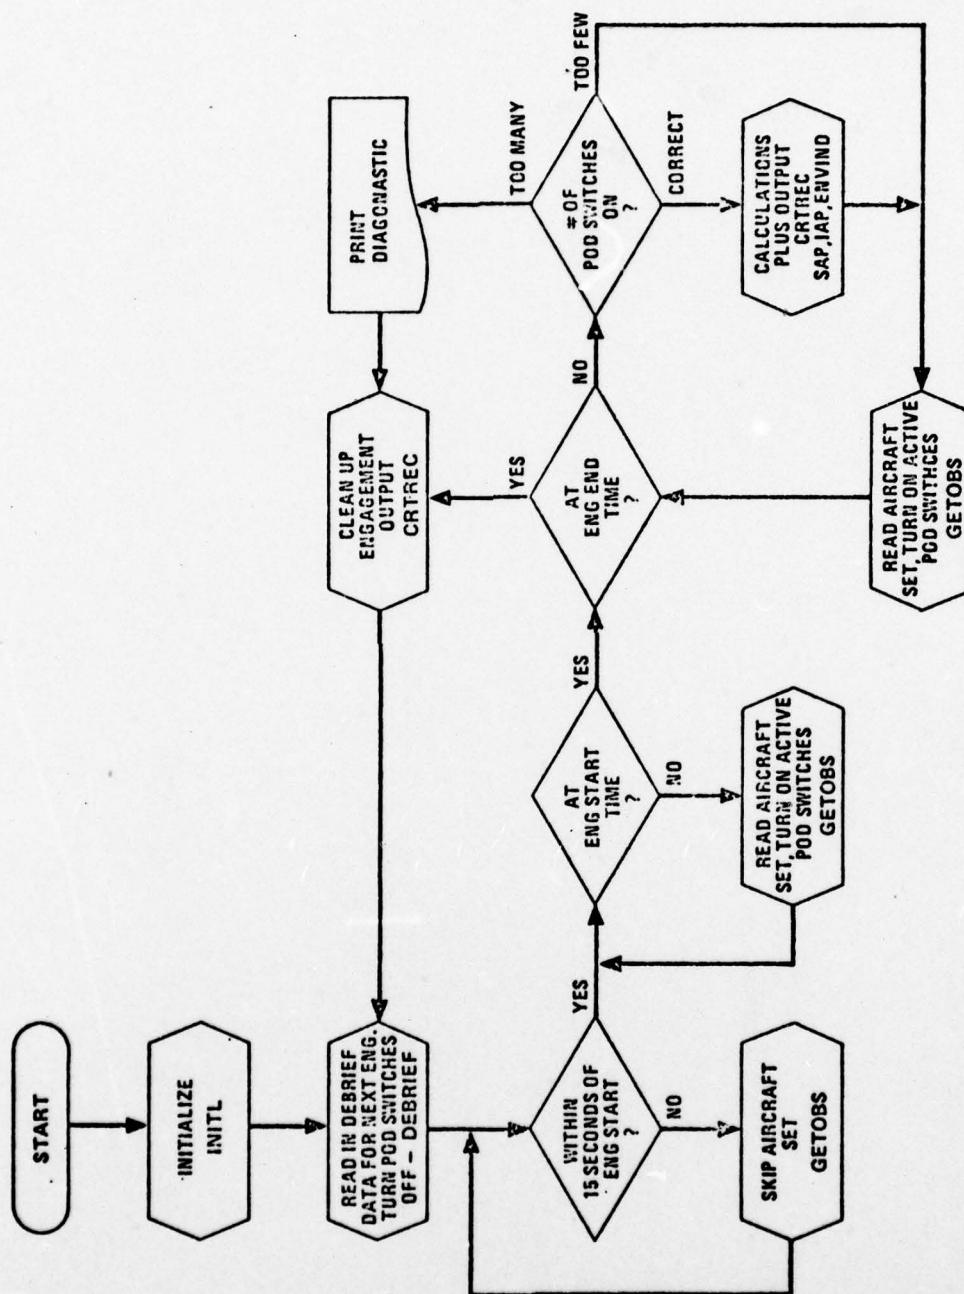 START
INITIALIZE
INITL
READ IN DEBRIEF
DATA FOR NEXT ENG.
TURN POD SWITCHES
OFF - DEBRIEF
WITHIN
15 SECONDS OF
ENG START
?
NO
SKIP AIRCRAFT
SET
GETOBS
YES
AT
ENG START
TIME
?
NO
READ AIRCRAFT
SET, TURN ON ACTIVE
POD SWITCHES
GETOBS
YES
AT
ENG END
TIME
?
YES
CLEAN UP
ENGAGEMENT
OUTPUT
CRTREC
NO
# OF
POD SWITCHES
ON
?
TOO MANY
PRINT
DIAGONASTIC
CORRECT
CALCULATIONS
PLUS OUTPUT
CRTREC
SAP, IAP, ENVIND
TOO FEW
READ AIRCRAFT
SET, TURN ON ACTIVE
POD SWITHCES
GETOBS